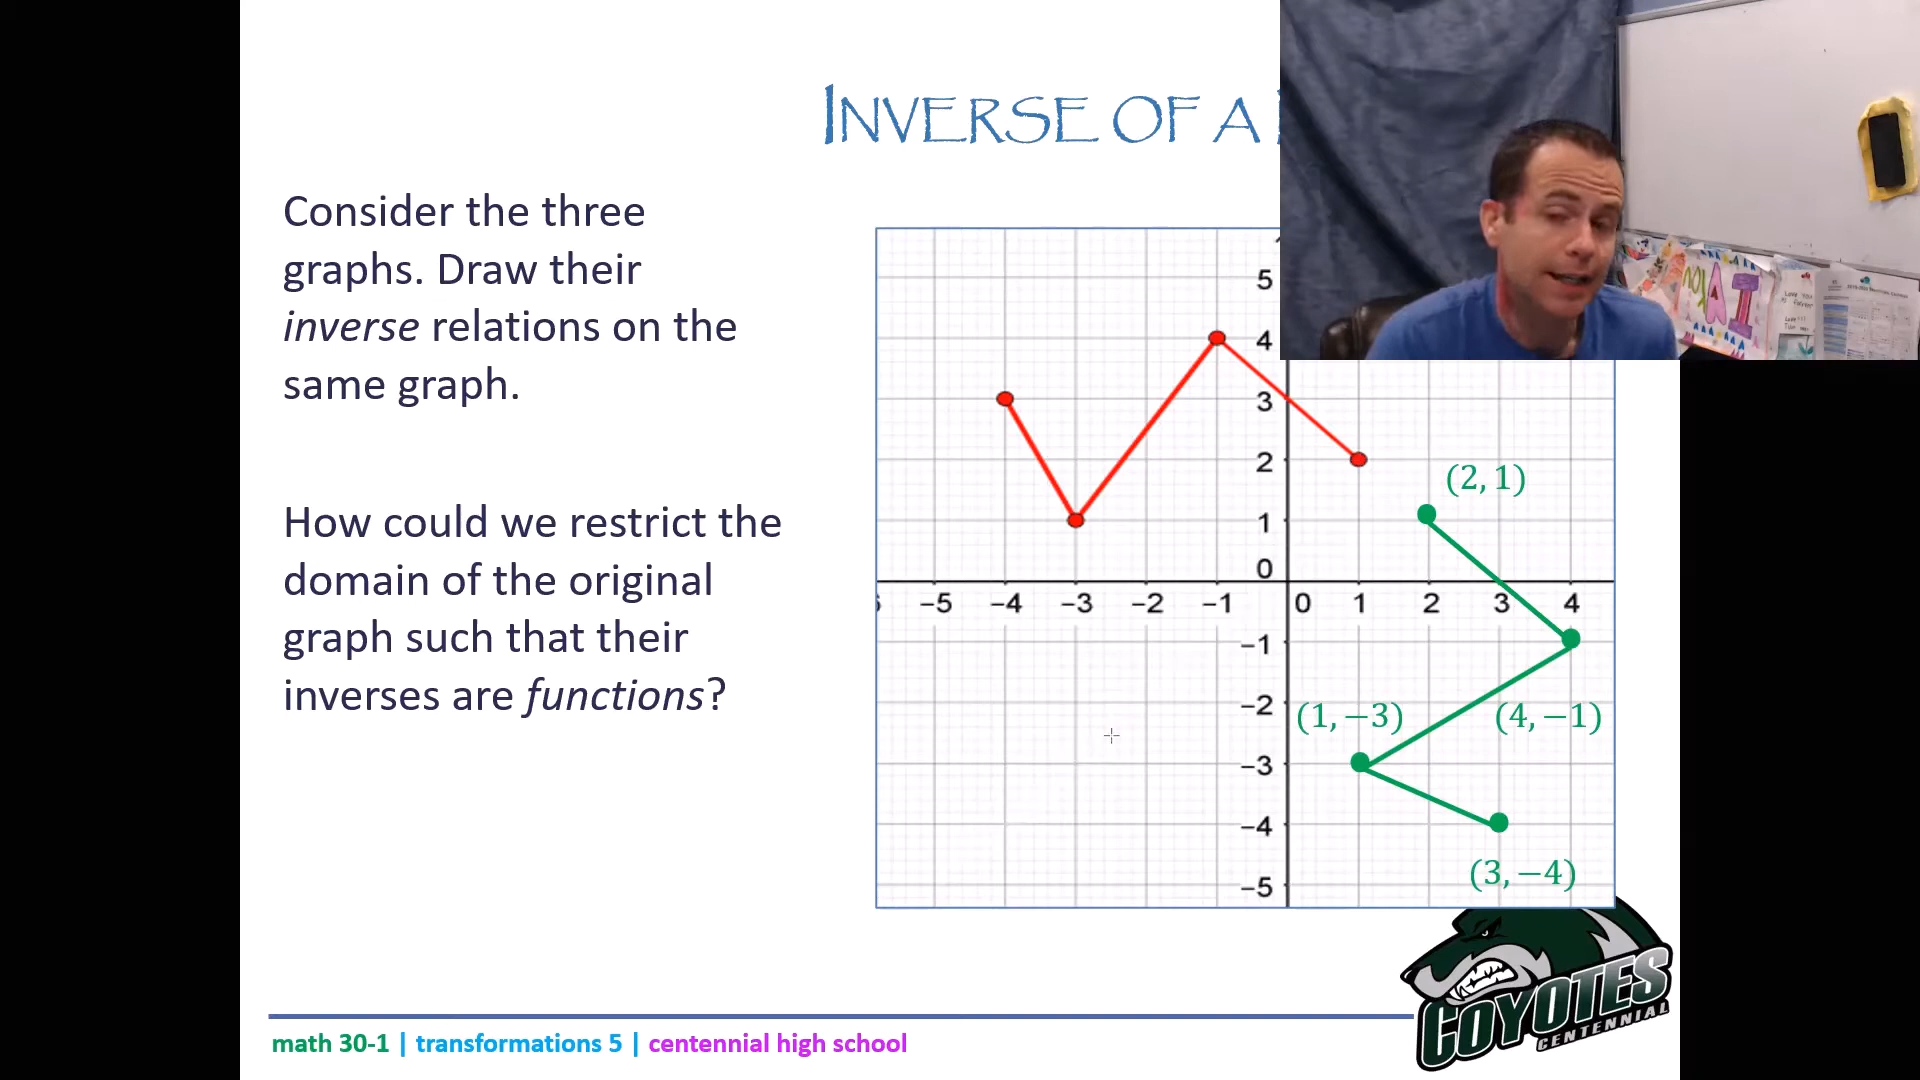 INVERSE OF A
Consider the three
graphs. Draw their
inverse relations on the
same graph.
How could we restrict the
domain of the original
graph such that their
inverses are functions?
5
4
3
2
1
0
−5 −4 −3 −2 −1 0 1 2 3 4
−1
−2
−3
−4
−5
(2, 1)
(1, −3)
(4, −1)
(3, −4)
COYOTES
CENTENNIAL
math 30-1 | transformations 5 | centennial high school